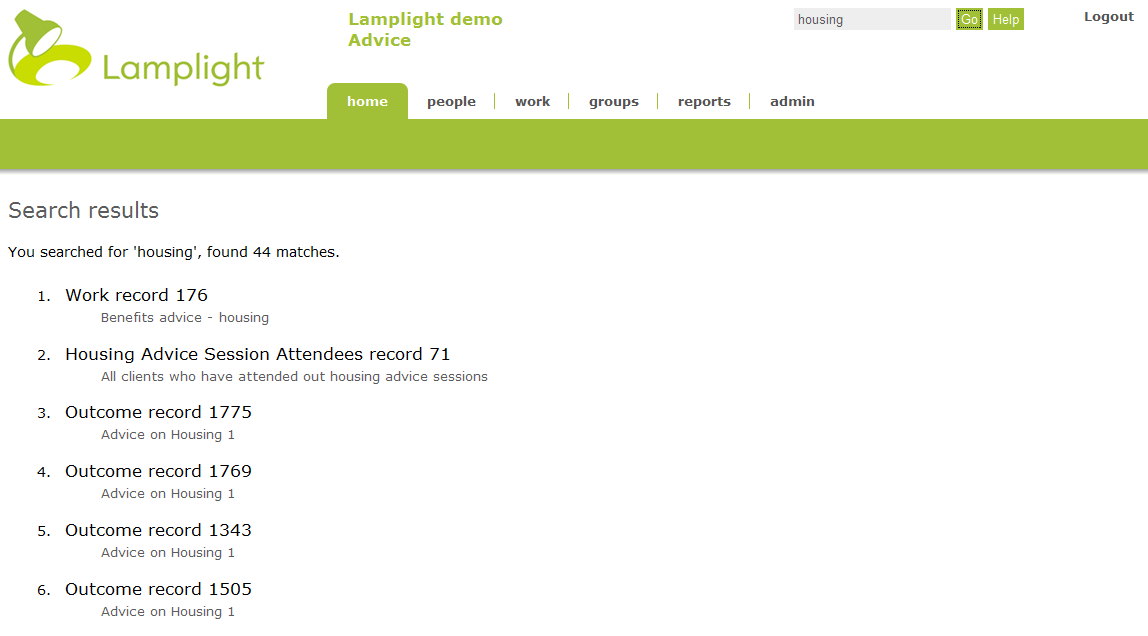 Lamplight
Lamplight demo
Advice
housing
Go
Help
Logout
home
people
work
groups
reports
admin
Search results
You searched for 'housing', found 44 matches.
1. Work record 176
Benefits advice - housing
2. Housing Advice Session Attendees record 71
All clients who have attended out housing advice sessions
3. Outcome record 1775
Advice on Housing 1
4. Outcome record 1769
Advice on Housing 1
5. Outcome record 1343
Advice on Housing 1
6. Outcome record 1505
Advice on Housing 1